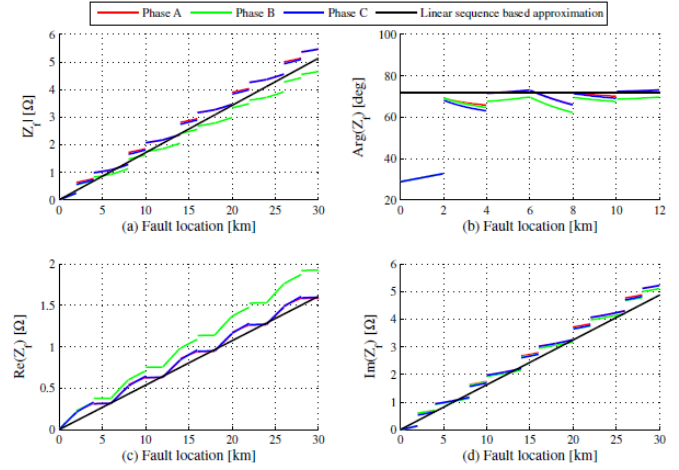 Phase A Phase B Phase C Linear sequence based approximation
6
5
4
3
2
1
0
|Z_f| [Ω]
0 5 10 15 20 25 30
(a) Fault location [km]
100
80
60
40
20
Arg(Z_f) [deg]
0 2 4 6 8 10 12
(b) Fault location [km]
2
1.5
1
0.5
0
Re(Z_f) [Ω]
0 5 10 15 20 25 30
(c) Fault location [km]
6
5
4
3
2
1
0
Im(Z_f) [Ω]
0 5 10 15 20 25 30
(d) Fault location [km]